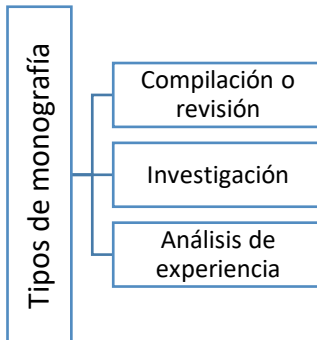 Tipos de monografía
Compilación o
revisión
Investigación
Análisis de
experiencia